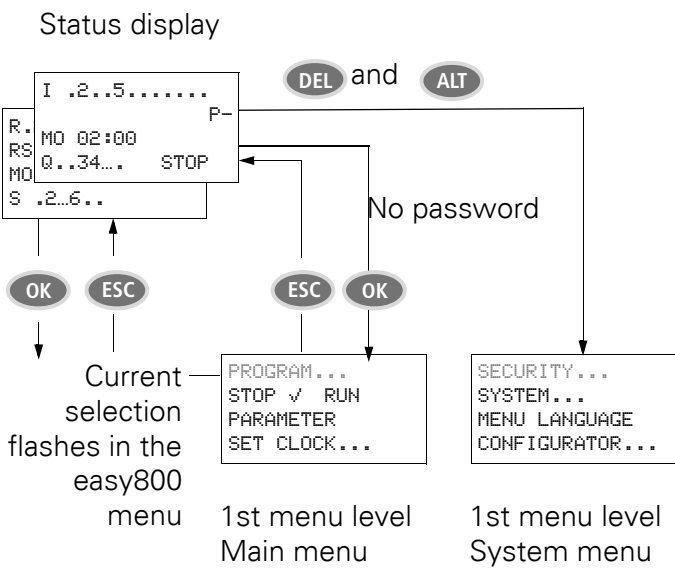 Status display
DEL and ALT
I .2..5.......
P-
MO 02:00
Q..34…. STOP
R.
RS
MO
S .2…6..
No password
OK ESC ESC OK
Current
selection
flashes in the
easy800
menu
PROGRAM...
STOP √ RUN
PARAMETER
SET CLOCK...
SECURITY...
SYSTEM...
MENU LANGUAGE
CONFIGURATOR...
1st menu level
Main menu
1st menu level
System menu